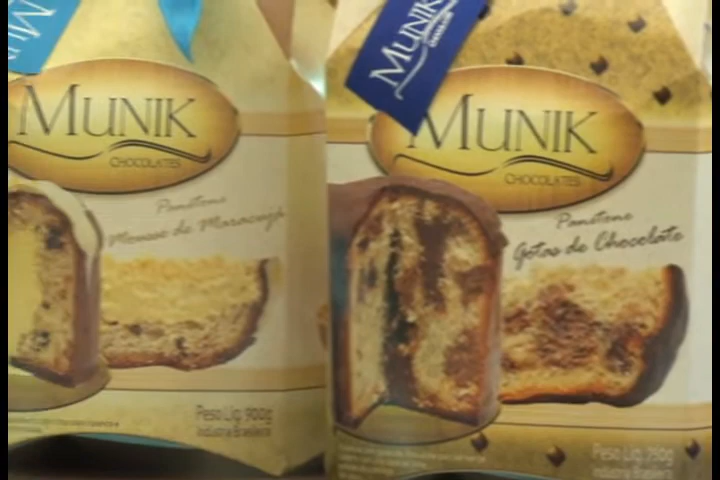 MUNIK
CHOCOLATES
Panetone
Mousse de Maracujá
Peso Líq. 900g
Indústria Brasileira
MUNIK
MUNIK
CHOCOLATES
Panetone
Gotas de Chocolate
Peso Líq. 750g
Indústria Brasileira